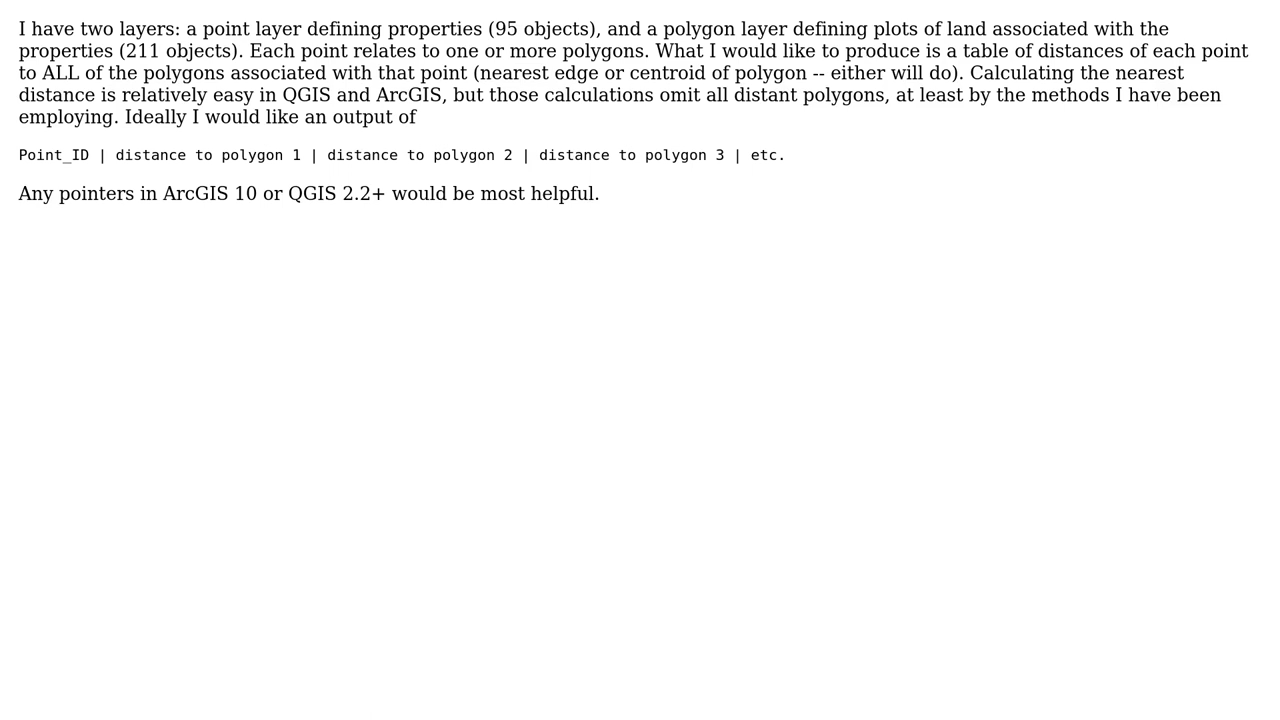 I have two layers: a point layer defining properties (95 objects), and a polygon layer defining plots of land associated with the
properties (211 objects). Each point relates to one or more polygons. What I would like to produce is a table of distances of each point
to ALL of the polygons associated with that point (nearest edge or centroid of polygon -- either will do). Calculating the nearest
distance is relatively easy in QGIS and ArcGIS, but those calculations omit all distant polygons, at least by the methods I have been
employing. Ideally I would like an output of
Point_ID | distance to polygon 1 | distance to polygon 2 | distance to polygon 3 | etc.
Any pointers in ArcGIS 10 or QGIS 2.2+ would be most helpful.